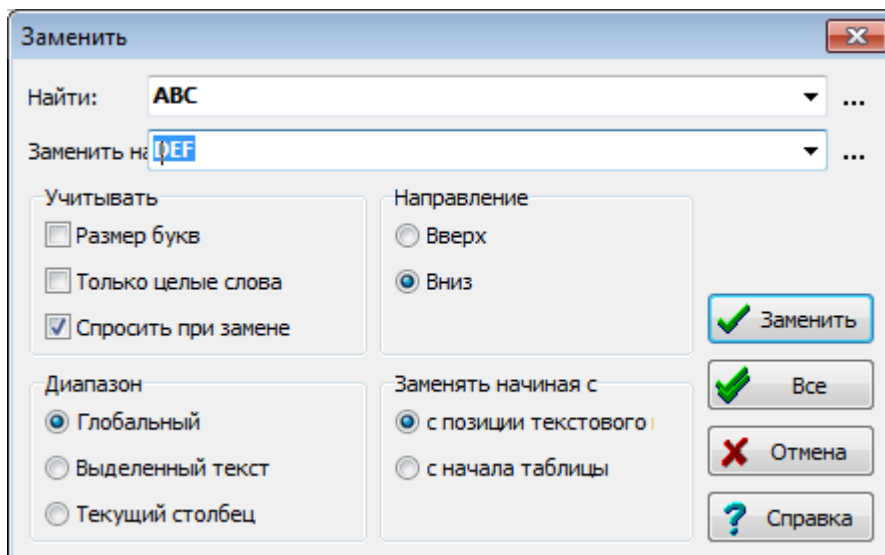 Заменить
Найти: ABC ...
Заменить на DEF ...
Учитывать
Размер букв
Только целые слова
Спросить при замене
Направление
Вверх
Вниз
Диапазон
Глобальный
Выделенный текст
Текущий столбец
Заменять начиная с
с позиции текстового
с начала таблицы
Заменить
Все
Отмена
Справка